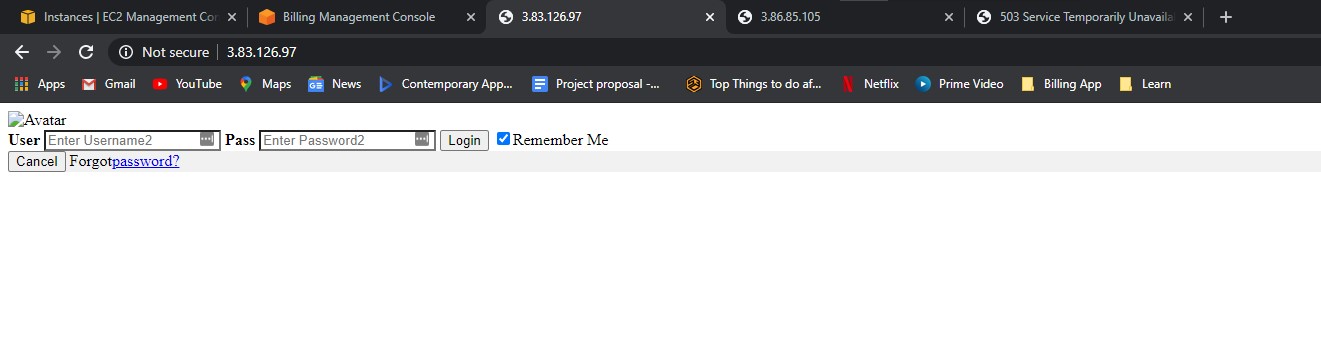 Instances | EC2 Management Con
Billing Management Console
3.83.126.97
3.86.85.105
503 Service Temporarily Unavaila
Not secure
3.83.126.97
Apps
Gmail
YouTube
Maps
News
Contemporary App...
Project proposal -...
Top Things to do af...
Netflix
Prime Video
Billing App
Learn
Avatar
User Enter Username2 Pass Enter Password2 Login Remember Me
Cancel Forgotpassword?